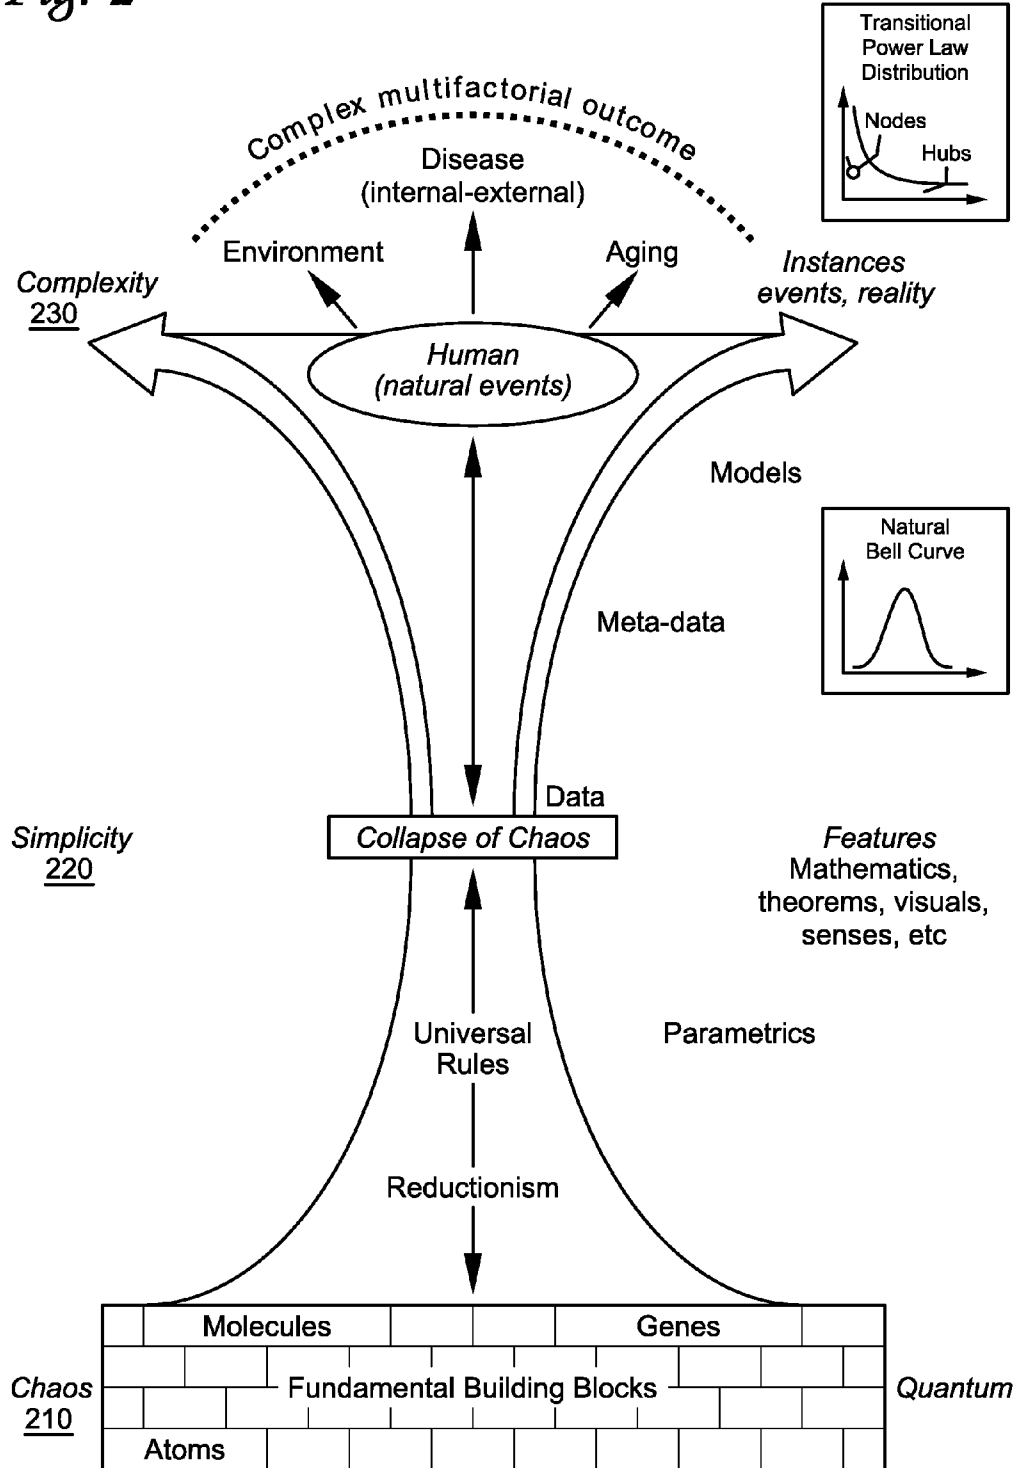 Fig. 2
Transitional
Power Law
Distribution
Nodes
Hubs
Complex multifactorial outcome
Disease
(internal-external)
Environment
Aging
Complexity
230
Instances
events, reality
Human
(natural events)
Models
Natural
Bell Curve
Meta-data
Data
Simplicity
220
Collapse of Chaos
Features
Mathematics,
theorems, visuals,
senses, etc
Universal
Rules
Parametrics
Reductionism
Molecules
Genes
Chaos
210
Fundamental Building Blocks
Quantum
Atoms